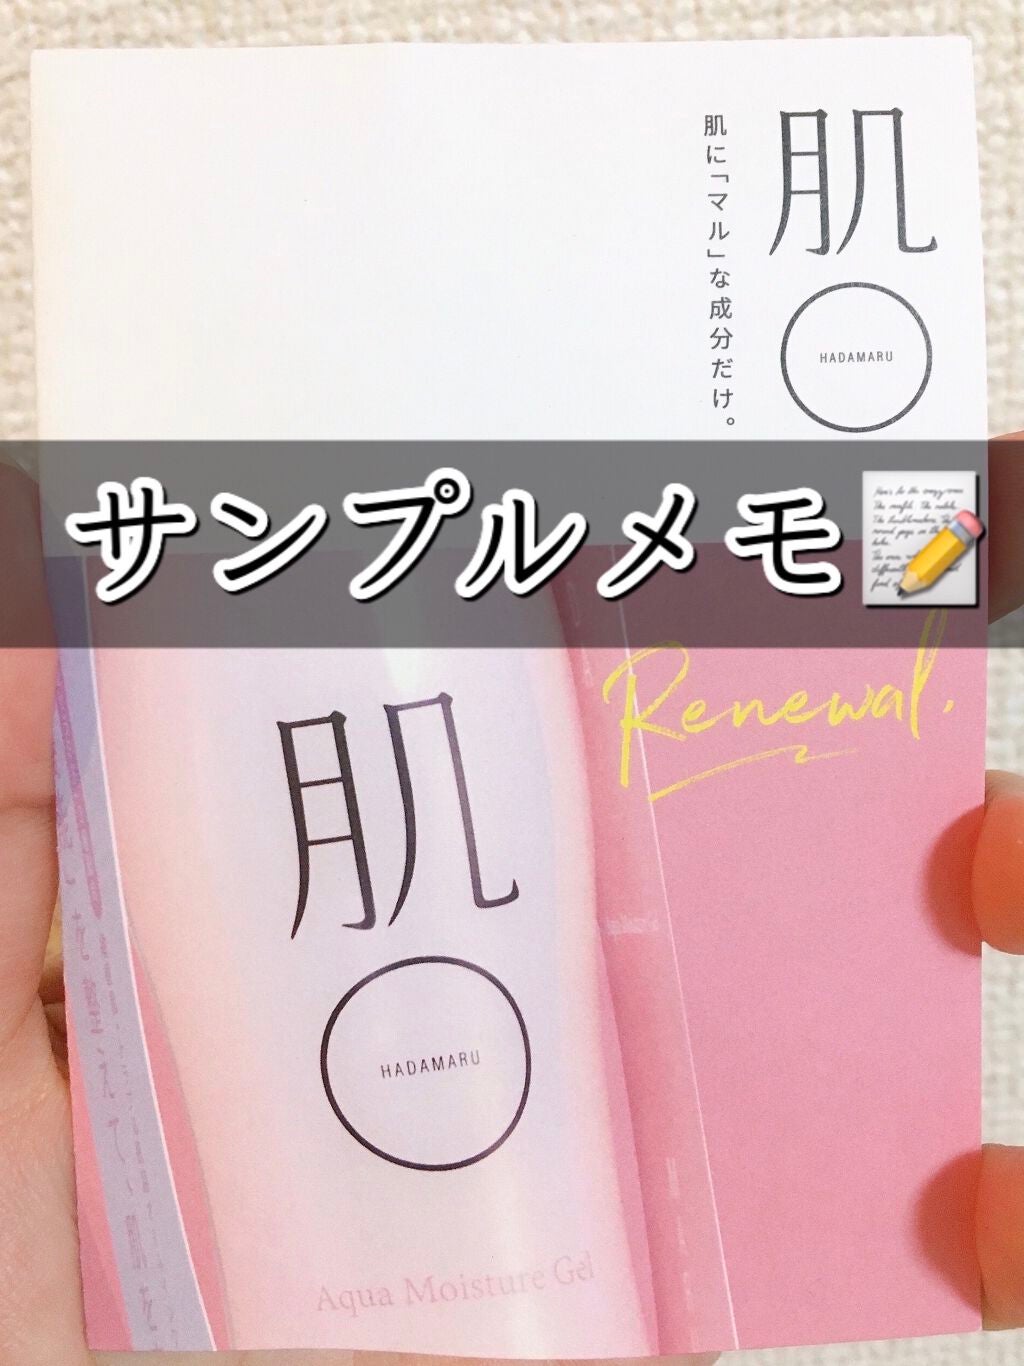 肌
HADAMARU
肌に「マル」な成分だけ。
サンプルメモ
Renewal.
肌
HADAMARU
Aqua Moisture Gel